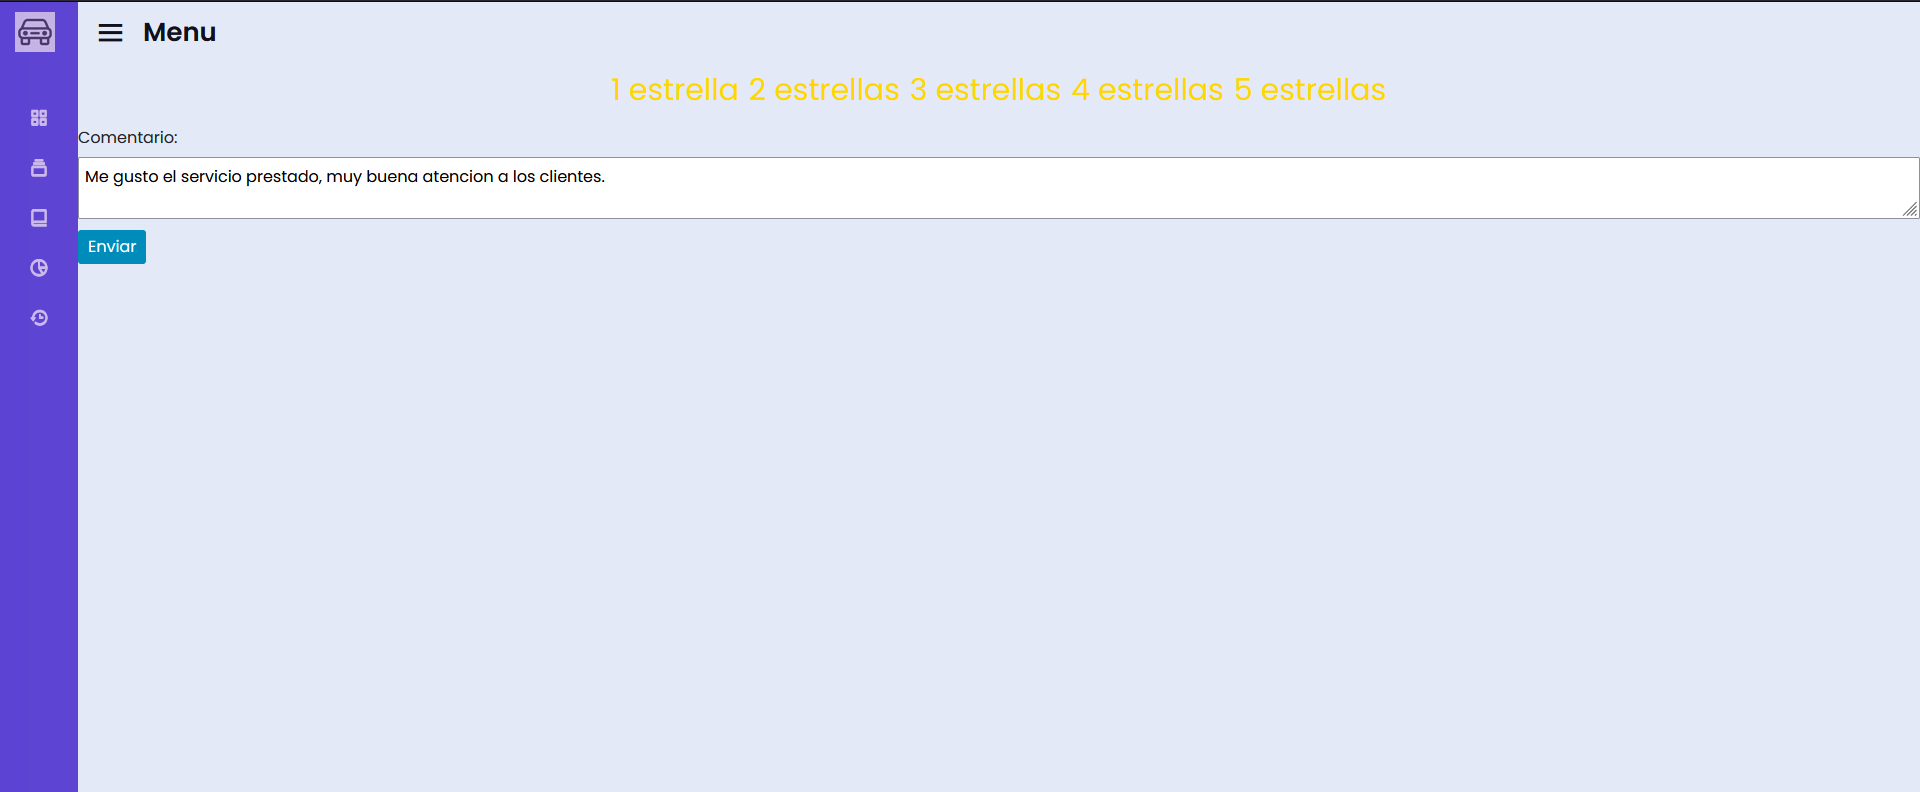 Menu
1 estrella 2 estrellas 3 estrellas 4 estrellas 5 estrellas
Comentario:
Me gusto el servicio prestado, muy buena atencion a los clientes.
Enviar